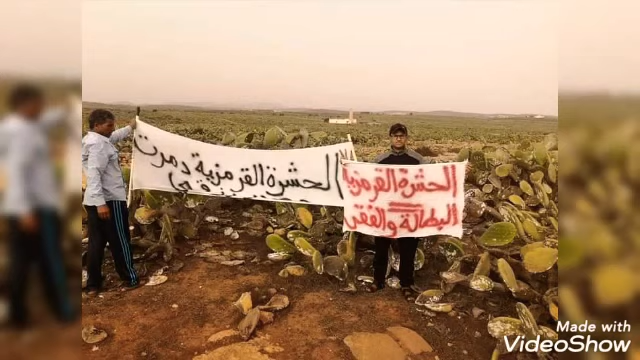 الحشرة القرمزية دمرت
الحشرة القرمزية
=
البطالة والفقر
Made with
VideoShow